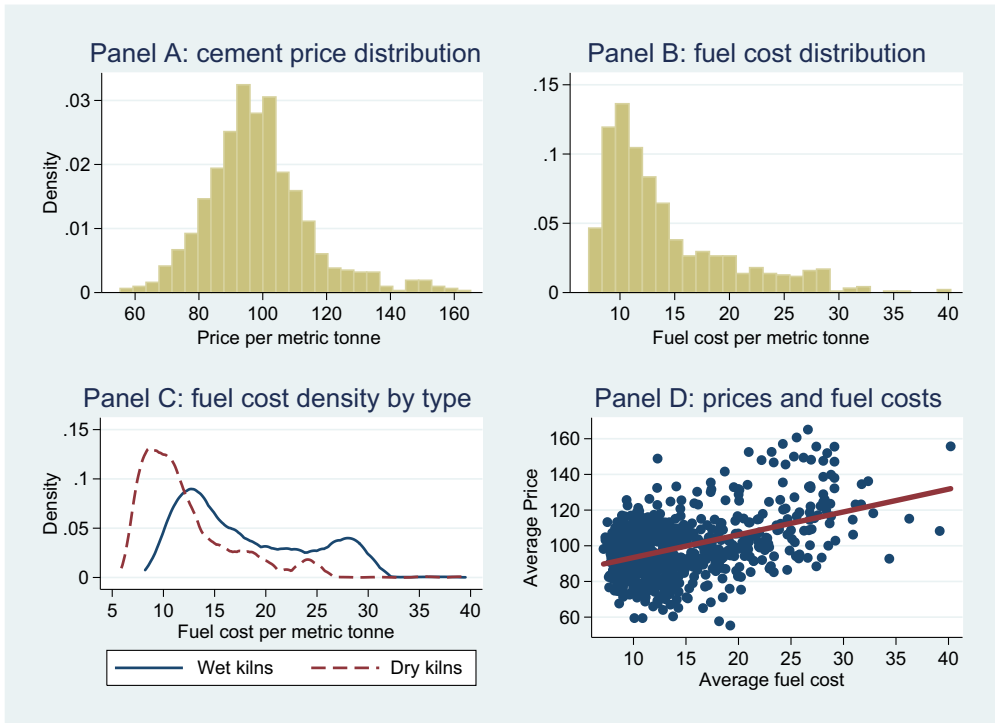 Panel A: cement price distribution
Density
.03
.02
.01
0
60 80 100 120 140 160
Price per metric tonne
Panel B: fuel cost distribution
.15
.1
.05
0
10 15 20 25 30 35 40
Fuel cost per metric tonne
Panel C: fuel cost density by type
Density
.15
.1
.05
0
5 10 15 20 25 30 35 40
Fuel cost per metric tonne
Wet kilns Dry kilns
Panel D: prices and fuel costs
Average Price
160
140
120
100
80
60
10 15 20 25 30 35 40
Average fuel cost